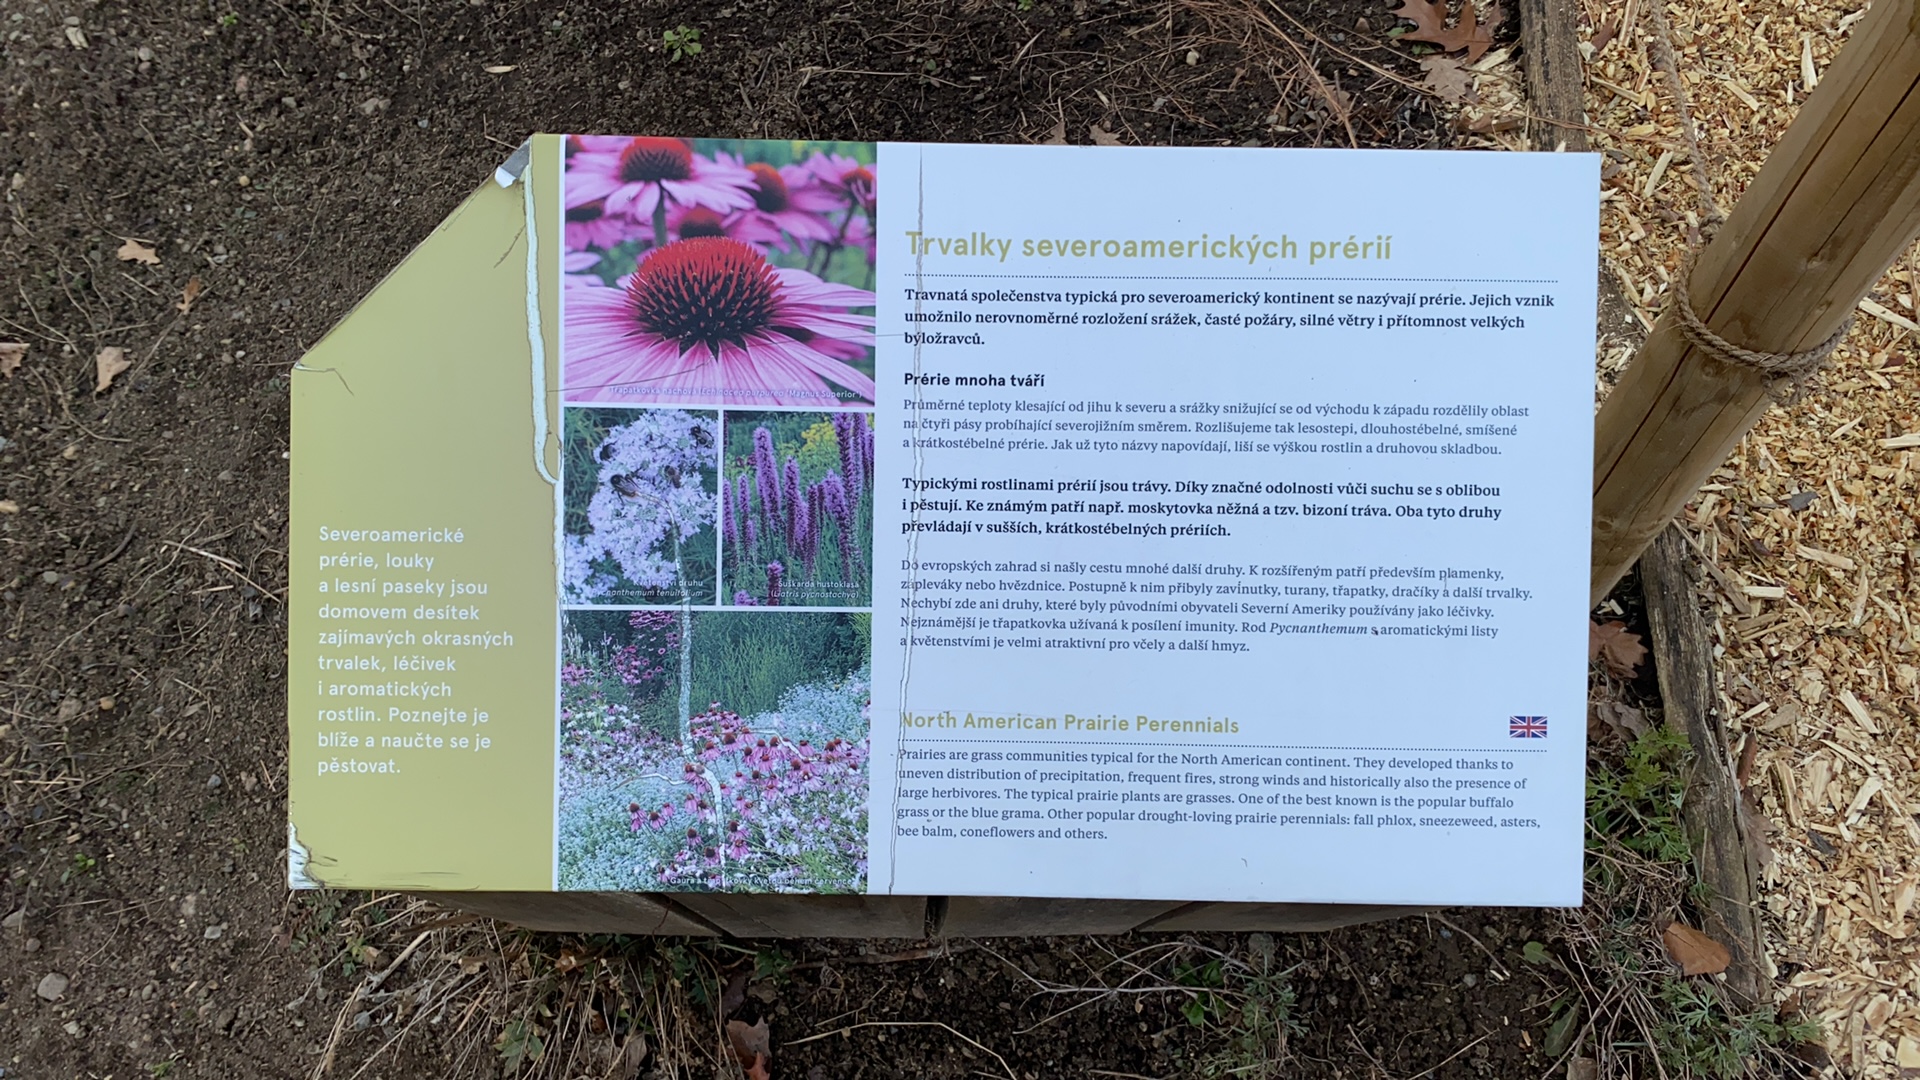 Severoamerické
prérie, louky
a lesní paseky jsou
domovem desítek
zajímavých okrasných
trvalek, léčivek
i aromatických
rostlin. Poznejte je
blíže a naučte se je
pěstovat.
Trvalky severoamerických prérií
Travnatá společenstva typická pro severoamerický kontinent se nazývají prérie. Jejich vznik
umožnilo nerovnoměrné rozložení srážek, časté požáry, silné větry i přítomnost velkých
býložravců.
Prérie mnoha tváří
Průměrné teploty klesající od jihu k severu a srážky snižující se od východu k západu rozdělily oblast
na čtyři pásy probíhající severojižním směrem. Rozlišujeme tak lesostepi, dlouhostébelné, smíšené
a krátkostébelné prérie. Jak už tyto názvy napovídají, liší se výškou rostlin a druhovou skladbou.
Typickými rostlinami prérií jsou trávy. Díky značné odolnosti vůči suchu se s oblibou
i pěstují. Ke známým patří např. moskytovka něžná a tzv. bizoní tráva. Oba tyto druhy
převládají v sušších, krátkostébelných prériích.
Do evropských zahrad si našly cestu mnohé další druhy. K rozšířeným patří především plamenky,
zapleváky nebo hvězdnice. Postupně k nim přibyly zavinutky, turany, třapatky, dračíky a další trvalky.
Nechybí zde ani druhy, které byly původními obyvateli Severní Ameriky používány jako léčivky.
Nejznámější je třapatkovka užívaná k posílení imunity. Rod Pycnanthemum s aromatickými listy
a květenstvími je velmi atraktivní pro včely a další hmyz.
North American Prairie Perennials
Prairies are grass communities typical for the North American continent. They developed thanks to
uneven distribution of precipitation, frequent fires, strong winds and historically also the presence of
large herbivores. The typical prairie plants are grasses. One of the best known is the popular buffalo
grass or the blue grama. Other popular drought-loving prairie perennials: fall phlox, sneezeweed, asters,
bee balm, coneflowers and others.